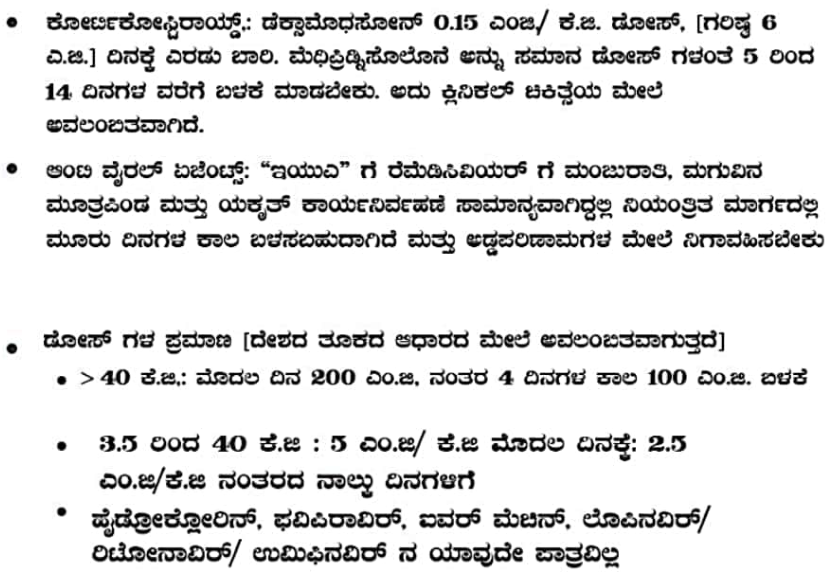 • ಕೋರ್ಟಿಕೋಸ್ಟಿರಾಯ್ಡ್ಸ್: ಡೆಕ್ಸಾಮೊಥಸೋನ್ 0.15 ಎಂಜಿ/ ಕೆ.ಜಿ. ಡೋಸ್, [ಗರಿಷ್ಠ 6
ಎ.ಜಿ.] ದಿನಕ್ಕೆ ಎರಡು ಬಾರಿ. ಮೆಥಿಪ್ರಿಡ್ನಿಸೊಲೊನೆ ಅನ್ನು ಸಮಾನ ಡೋಸ್ ಗಳಂತೆ 5 ರಿಂದ
14 ದಿನಗಳ ವರೆಗೆ ಬಳಕೆ ಮಾಡಬೇಕು. ಅದು ಕ್ಲಿನಿಕಲ್ ಚಿಕಿತ್ಸೆಯ ಮೇಲೆ
ಅವಲಂಬಿತವಾಗಿದೆ.
• ಆಂಟಿ ವೈರಲ್ ಏಜೆಂಟ್ಸ್: “ಇಯುಎ” ಗೆ ರೆಮೆಡಿಸಿವಿಯರ್ ಗೆ ಮಂಜುರಾತಿ, ಮಗುವಿನ
ಮೂತ್ರಪಿಂಡ ಮತ್ತು ಯಕೃತ್ ಕಾರ್ಯನಿರ್ವಹಣೆ ಸಾಮಾನ್ಯವಾಗಿದ್ದಲ್ಲಿ ನಿಯಂತ್ರಿತ ಮಾರ್ಗದಲ್ಲಿ
ಮೂರು ದಿನಗಳ ಕಾಲ ಬಳಸಬಹುದಾಗಿದೆ ಮತ್ತು ಅಡ್ಡಪರಿಣಾಮಗಳ ಮೇಲೆ ನಿಗಾವಹಿಸಬೇಕು
• ಡೋಸ್ ಗಳ ಪ್ರಮಾಣ [ದೇಶದ ತೂಕದ ಆಧಾರದ ಮೇಲೆ ಅವಲಂಬಿತವಾಗುತ್ತದೆ]
• > 40 ಕೆ.ಜಿ.: ಮೊದಲ ದಿನ 200 ಎಂ.ಜಿ, ನಂತರ 4 ದಿನಗಳ ಕಾಲ 100 ಎಂ.ಜಿ. ಬಳಕೆ
• 3.5 ರಿಂದ 40 ಕೆ.ಜಿ : 5 ಎಂ.ಜಿ/ ಕೆ.ಜಿ ಮೊದಲ ದಿನಕ್ಕೆ: 2.5
ಎಂ.ಜಿ/ಕೆ.ಜಿ ನಂತರದ ನಾಲ್ಕು ದಿನಗಳಿಗೆ
• ಹೈಡ್ರೋಕ್ಲೋರಿನ್, ಫವಿಪಿರಾವಿರ್, ಐವರ್ ಮೆಚಿನ್, ಲೊಪಿನವಿರ್/
ರಿಟೋನಾವಿರ್/ ಉಮಿಫಿನವಿರ್ ನ ಯಾವುದೇ ಪಾತ್ರವಿಲ್ಲ